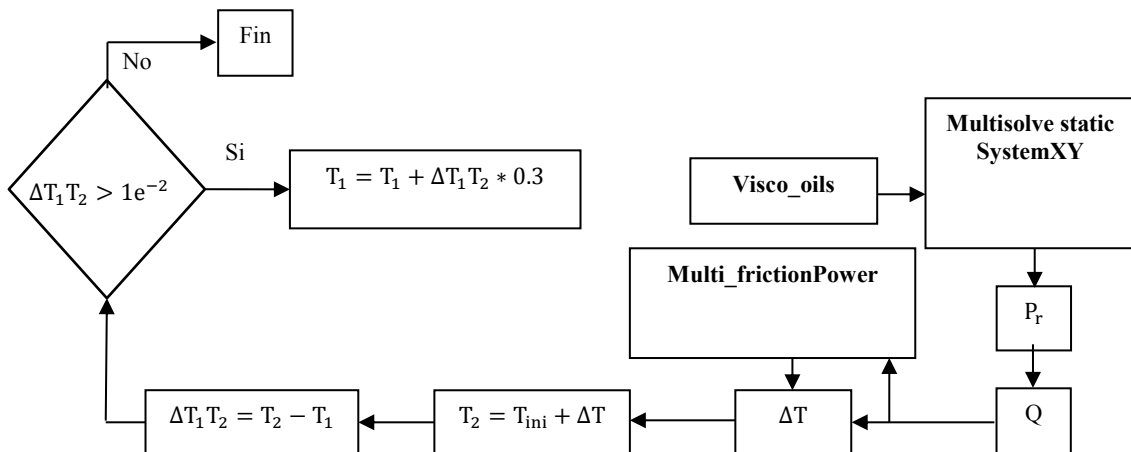 Fin
No
Multisolve static
SystemXY
Si
ΔT₁T₂ > 1e⁻²
T₁ = T₁ + ΔT₁T₂ ∗ 0.3
Visco_oils
Multi_frictionPower
Pᵣ
ΔT₁T₂ = T₂ − T₁
T₂ = Tᵢₙᵢ + ΔT
ΔT
Q